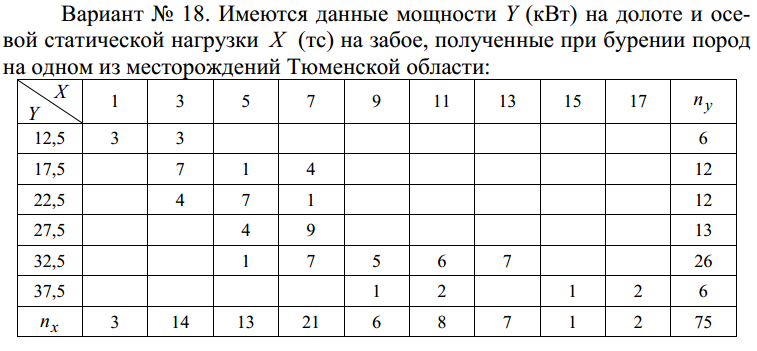 Вариант № 18. Имеются данные мощности Y (кВт) на долоте и осе-
вой статической нагрузки X (тс) на забое, полученные при бурении пород
на одном из месторождений Тюменской области:
X Y 1 3 5 7 9 11 13 15 17 n_y
12,5 3 3 6
17,5 7 1 4 12
22,5 4 7 1 12
27,5 4 9 13
32,5 1 7 5 6 7 26
37,5 1 2 1 2 6
n_x 3 14 13 21 6 8 7 1 2 75